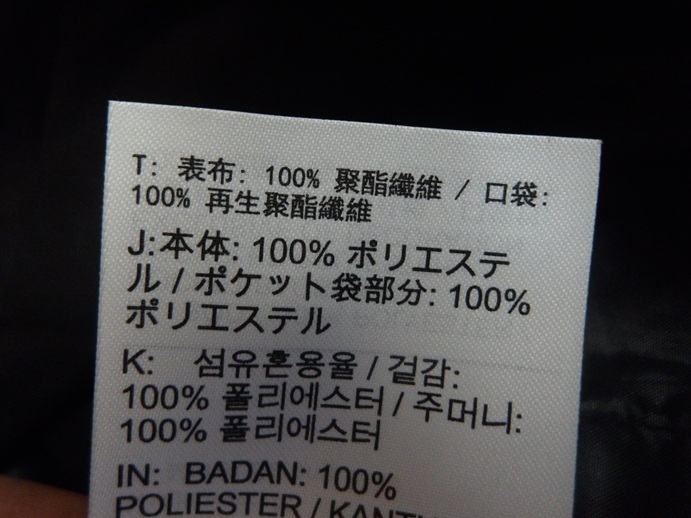 T: 表布: 100% 聚酯纖維 / 口袋:
100% 再生聚酯纖維
J:本体: 100% ポリエステ
ル / ポケット袋部分: 100%
ポリエステル
K: 섬유혼용율 / 겉감:
100% 폴리에스터 / 주머니:
100% 폴리에스터
IN: BADAN: 100%
POLIESTER /